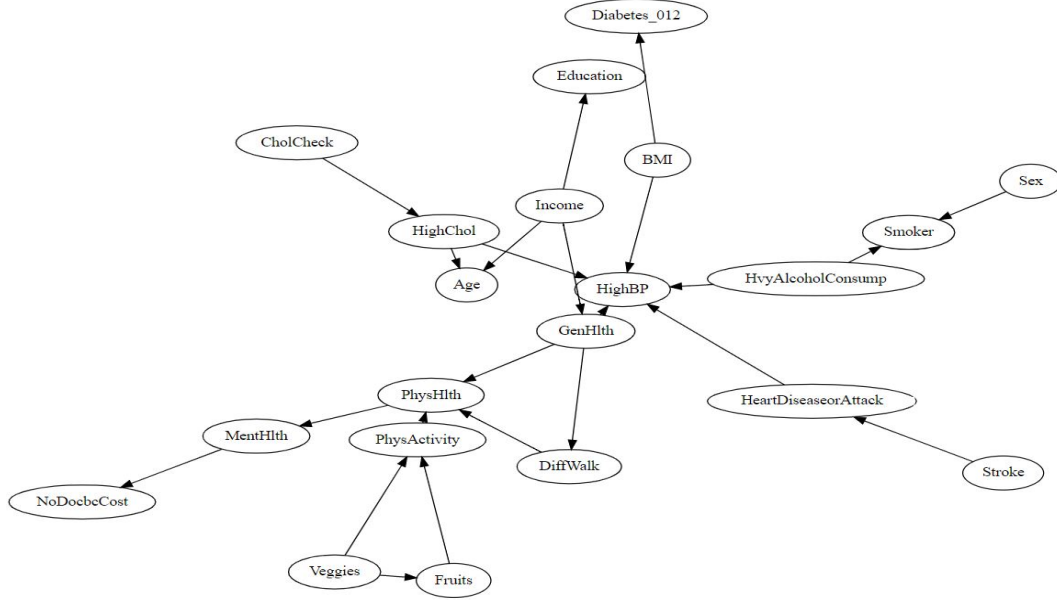 Diabetes_012
Education
CholCheck
BMI
Sex
Income
HighChol
Smoker
Age
HighBP
HvyAlcoholConsump
GenHlth
PhysHlth
HeartDiseaseorAttack
MentHlth
PhysActivity
DiffWalk
Stroke
NoDocbcCost
Veggies
Fruits